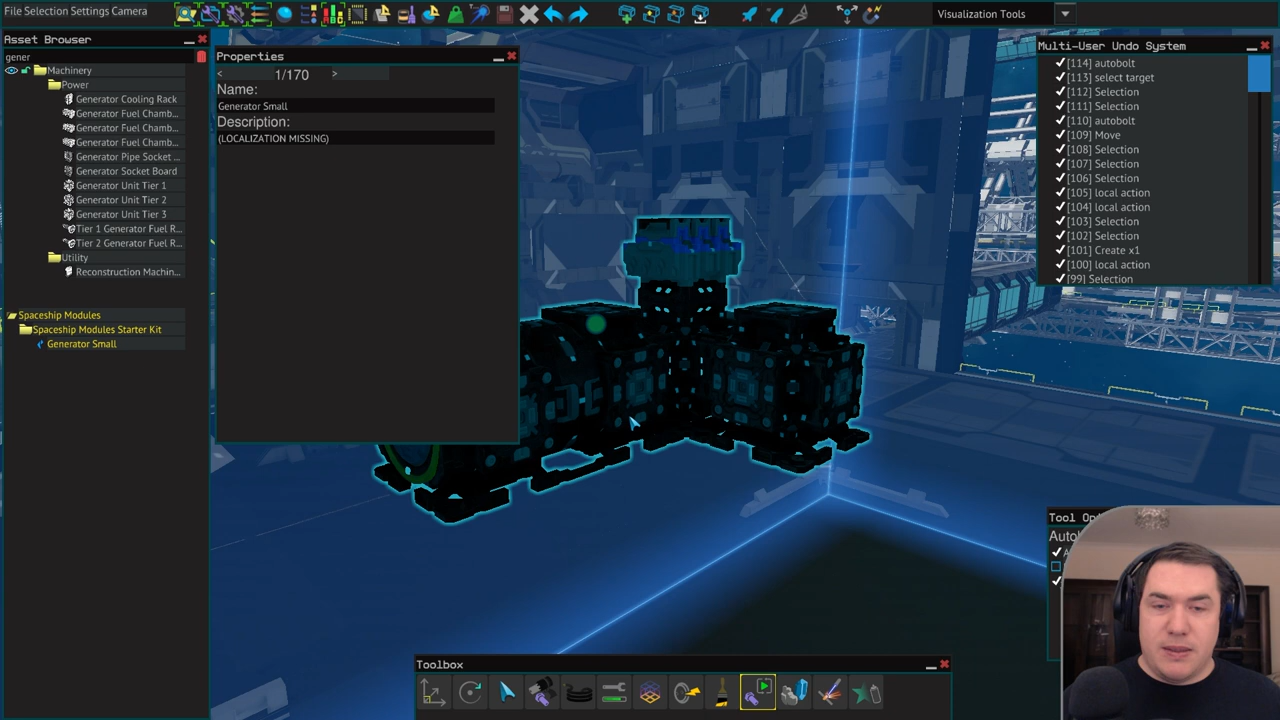 File Selection Settings Camera
Visualization Tools
Asset Browser
gener
Machinery
Power
Generator Cooling Rack
Generator Fuel Chamb...
Generator Fuel Chamb...
Generator Fuel Chamb...
Generator Pipe Socket ...
Generator Socket Board
Generator Unit Tier 1
Generator Unit Tier 2
Generator Unit Tier 3
Tier 1 Generator Fuel R...
Tier 2 Generator Fuel R...
Utility
Reconstruction Machin...
Spaceship Modules
Spaceship Modules Starter Kit
Generator Small
Properties
< 1/170 >
Name:
Generator Small
Description:
(LOCALIZATION MISSING)
Multi-User Undo System
[114] autobolt
[113] select target
[112] Selection
[111] Selection
[110] autobolt
[109] Move
[108] Selection
[107] Selection
[106] Selection
[105] local action
[104] local action
[103] Selection
[102] Selection
[101] Create x1
[100] local action
[99] Selection
Tool Op
Toolbox